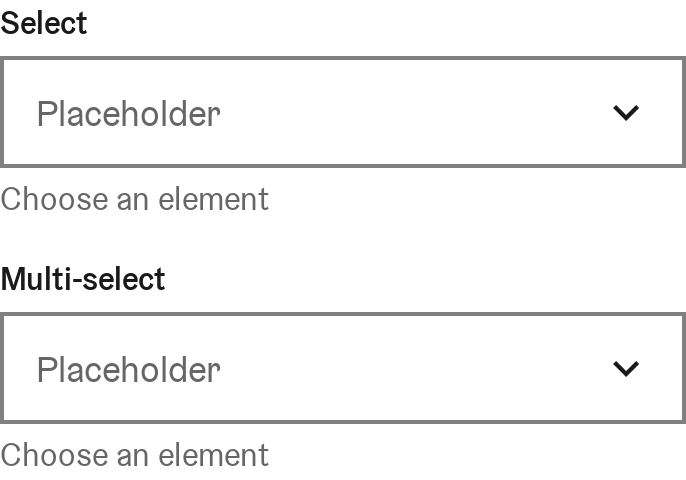 Select
Placeholder
Choose an element
Multi-select
Placeholder
Choose an element